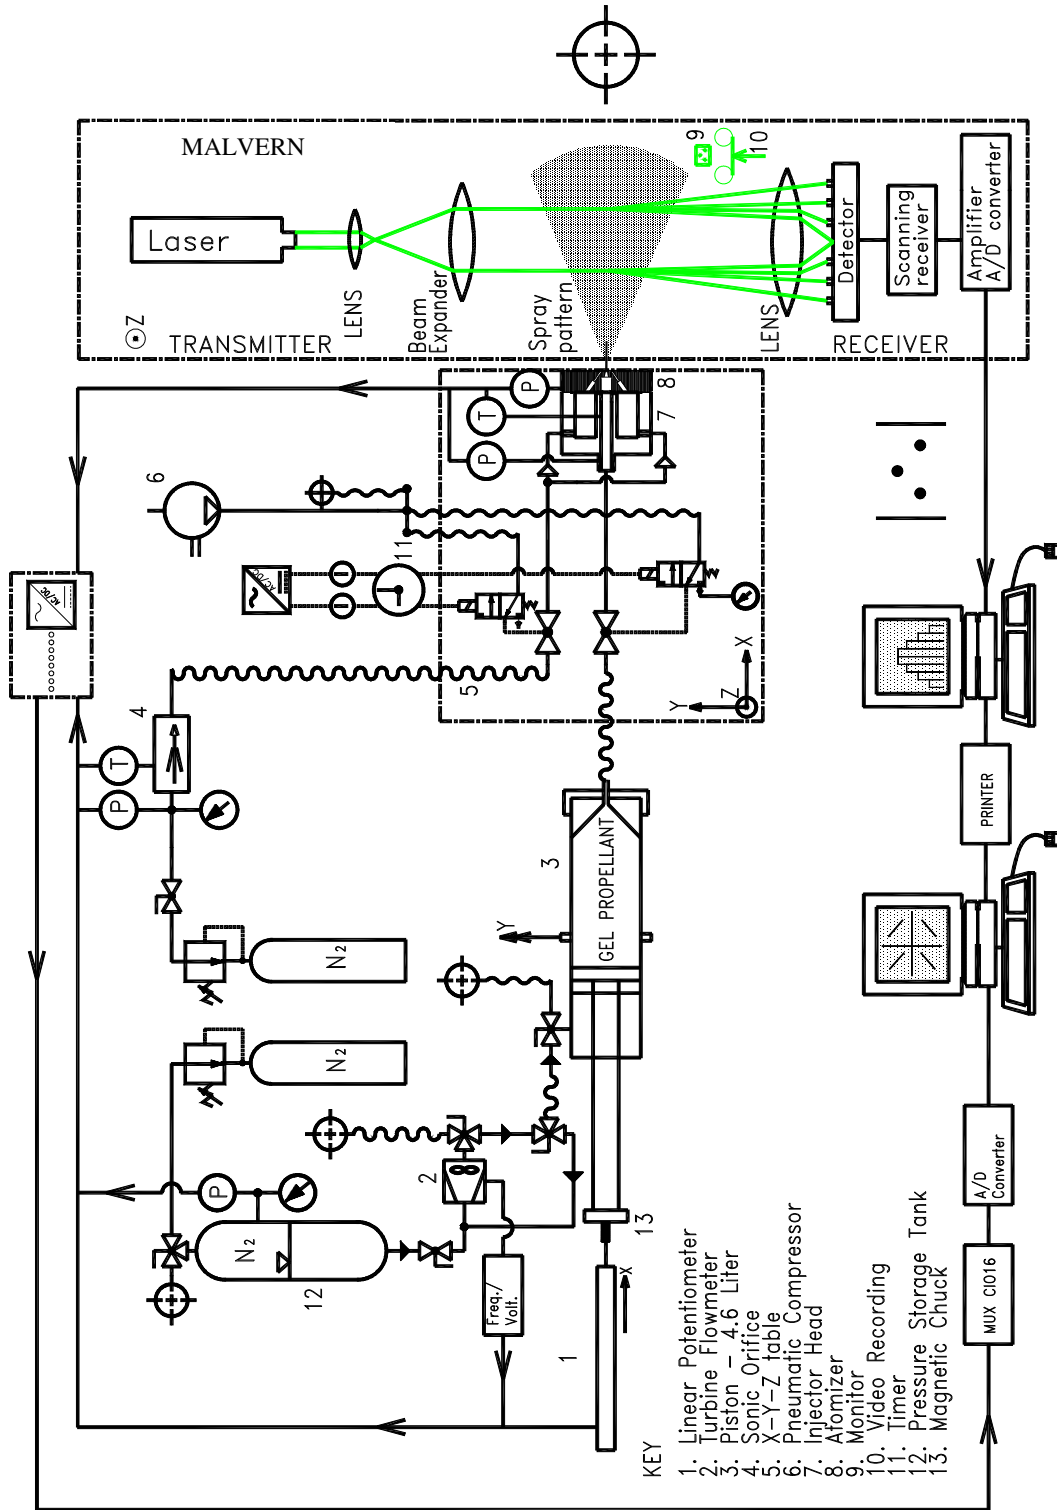 MALVERN
Laser
Z
TRANSMITTER
LENS
Beam
Expander
Spray
pattern
LENS
RECEIVER
9
10
Detector
Scanning
receiver
Amplifier
A/D converter
P
T
P
8
7
6
11
AC/DC
AC/DC
5
4
T
P
X
Y
Z
3
GEL PROPELLANT
Y
N2
N2
P
N2
12
2
13
Freq./
Volt.
X
1
PRINTER
A/D
Converter
MUX CIO16
KEY
1. Linear Potentiometer
2. Turbine Flowmeter
3. Piston - 4.6 Liter
4. Sonic Orifice
5. X-Y-Z table
6. Pneumatic Compressor
7. Injector Head
8. Atomizer
9. Monitor
10. Video Recording
11. Timer
12. Pressure Storage Tank
13. Magnetic Chuck